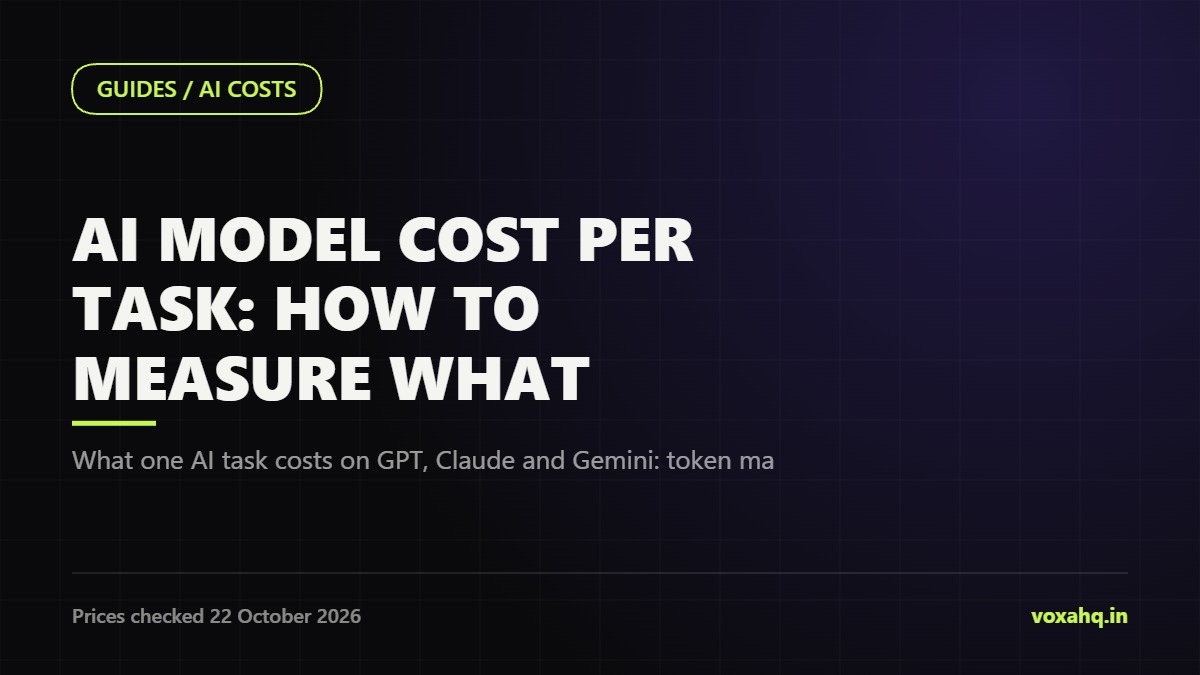 GUIDES / AI COSTS
AI MODEL COST PER
TASK: HOW TO
MEASURE WHAT
What one AI task costs on GPT, Claude and Gemini: token ma
Prices checked 22 October 2026
voxahq.in